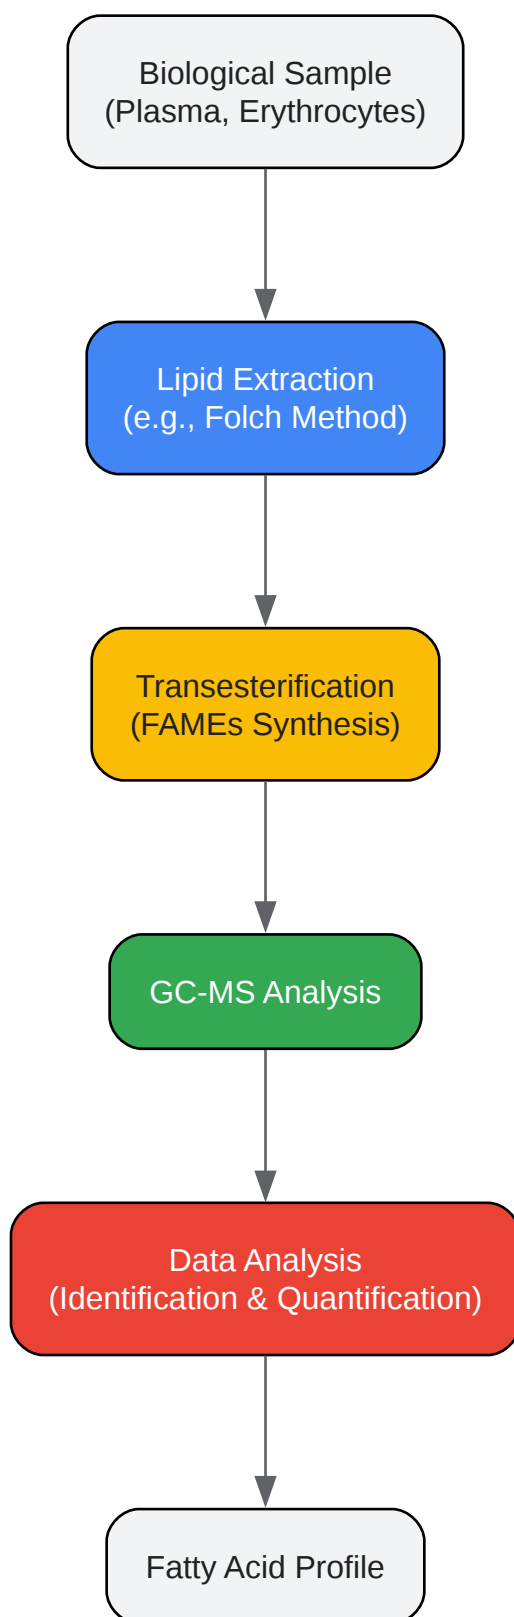 Biological Sample
(Plasma, Erythrocytes)
Lipid Extraction
(e.g., Folch Method)
Transesterification
(FAMEs Synthesis)
GC-MS Analysis
Data Analysis
(Identification & Quantification)
Fatty Acid Profile